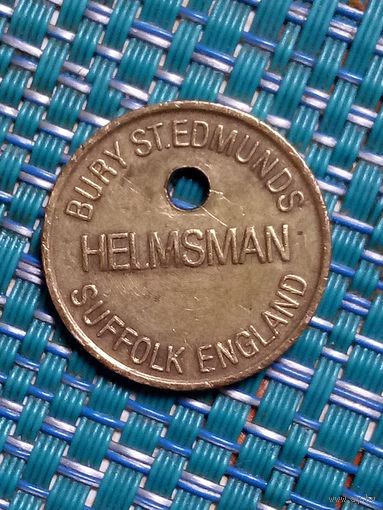 BURY ST.EDMUNDS
HELMSMAN
SUFFOLK ENGLAND